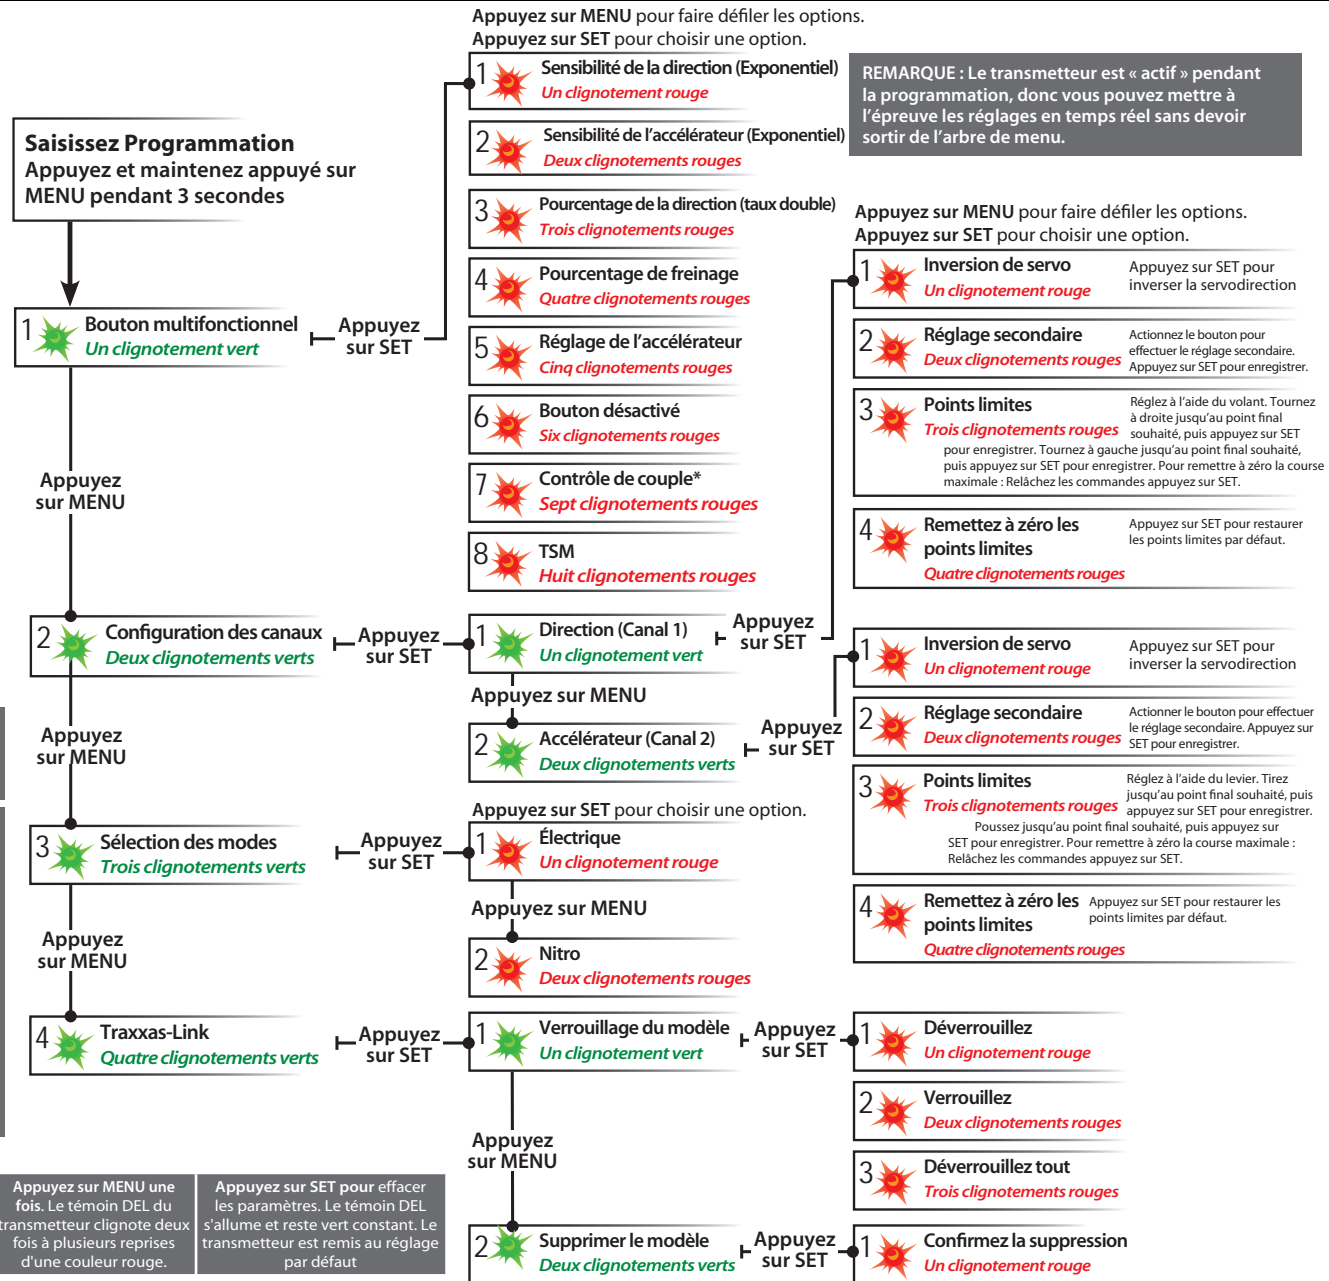 Appuyez sur MENU pour faire défiler les options.
Appuyez sur SET pour choisir une option.
REMARQUE : Le transmetteur est « actif » pendant
la programmation, donc vous pouvez mettre à
l'épreuve les réglages en temps réel sans devoir
sortir de l'arbre de menu.
Saisissez Programmation
Appuyez et maintenez appuyé sur
MENU pendant 3 secondes
1 Bouton multifonctionnel
Un clignotement vert
Appuyez
sur SET
1 Sensibilité de la direction (Exponentiel)
Un clignotement rouge
2 Sensibilité de l'accélérateur (Exponentiel)
Deux clignotements rouges
3 Pourcentage de la direction (taux double)
Trois clignotements rouges
4 Pourcentage de freinage
Quatre clignotements rouges
5 Réglage de l'accélérateur
Cinq clignotements rouges
6 Bouton désactivé
Six clignotements rouges
7 Contrôle de couple*
Sept clignotements rouges
8 TSM
Huit clignotements rouges
Appuyez
sur MENU
2 Configuration des canaux
Deux clignotements verts
Appuyez
sur SET
1 Direction (Canal 1)
Un clignotement vert
Appuyez
sur SET
Appuyez sur MENU pour faire défiler les options.
Appuyez sur SET pour choisir une option.
1 Inversion de servo
Un clignotement rouge
Appuyez sur SET pour
inverser la servodirection
2 Réglage secondaire
Deux clignotements rouges
Actionnez le bouton pour
effectuer le réglage secondaire.
Appuyez sur SET pour enregistrer.
3 Points limites
Trois clignotements rouges
Réglez à l'aide du volant. Tournez
à droite jusqu'au point final
souhaité, puis appuyez sur SET
pour enregistrer. Tournez à gauche jusqu'au point final souhaité,
puis appuyez sur SET pour enregistrer. Pour remettre à zéro la course
maximale : Relâchez les commandes appuyez sur SET.
4 Remettez à zéro les
points limites
Quatre clignotements rouges
Appuyez sur SET pour restaurer
les points limites par défaut.
Appuyez sur MENU
2 Accélérateur (Canal 2)
Deux clignotements verts
Appuyez
sur SET
1 Inversion de servo
Un clignotement rouge
Appuyez sur SET pour
inverser la servodirection
2 Réglage secondaire
Deux clignotements rouges
Actionner le bouton pour effectuer
le réglage secondaire. Appuyez sur
SET pour enregistrer.
3 Points limites
Trois clignotements rouges
Réglez à l'aide du levier. Tirez
jusqu'au point final souhaité, puis
appuyez sur SET pour enregistrer.
Poussez jusqu'au point final souhaité, puis appuyez sur
SET pour enregistrer. Pour remettre à zéro la course maximale :
Relâchez les commandes appuyez sur SET.
4 Remettez à zéro les
points limites
Quatre clignotements rouges
Appuyez sur SET pour restaurer les
points limites par défaut.
Appuyez
sur MENU
3 Sélection des modes
Trois clignotements verts
Appuyez
sur SET
Appuyez sur SET pour choisir une option.
1 Électrique
Un clignotement rouge
Appuyez sur MENU
2 Nitro
Deux clignotements rouges
Appuyez
sur MENU
4 Traxxas-Link
Quatre clignotements verts
Appuyez
sur SET
1 Verrouillage du modèle
Un clignotement vert
Appuyez
sur SET
1 Déverrouillez
Un clignotement rouge
2 Verrouillez
Deux clignotements rouges
3 Déverrouillez tout
Trois clignotements rouges
Appuyez
sur MENU
2 Supprimer le modèle
Deux clignotements verts
Appuyez
sur SET
1 Confirmez la suppression
Un clignotement rouge
Appuyez sur MENU une
fois. Le témoin DEL du
transmetteur clignote deux
fois à plusieurs reprises
d'une couleur rouge.
Appuyez sur SET pour effacer
les paramètres. Le témoin DEL
s'allume et reste vert constant. Le
transmetteur est remis au réglage
par défaut